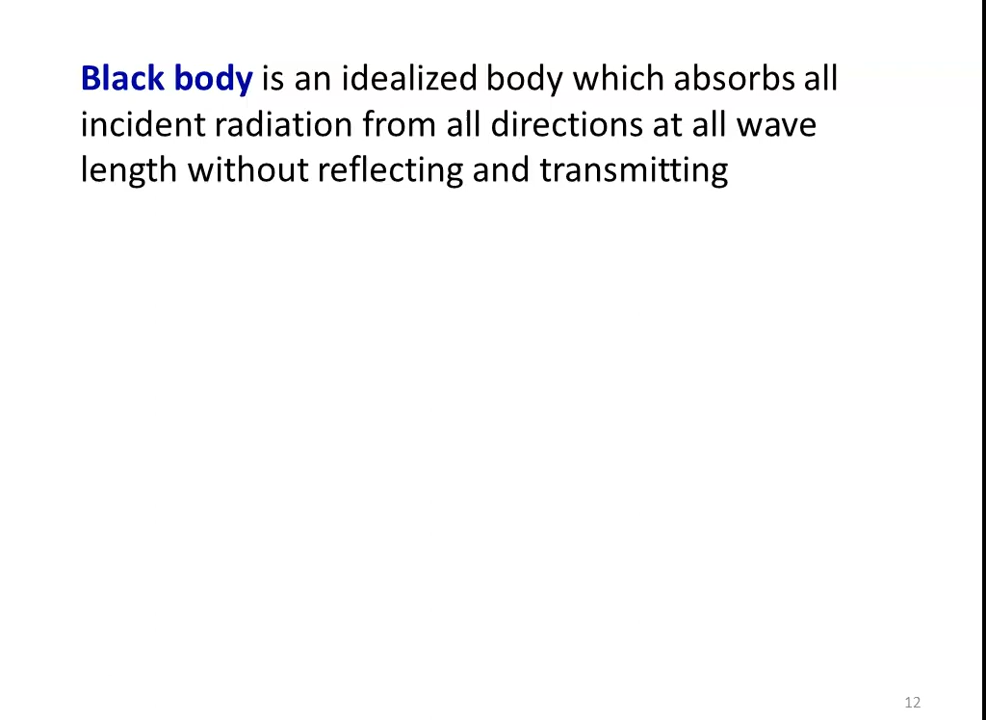 Black body is an idealized body which absorbs all
incident radiation from all directions at all wave
length without reflecting and transmitting
12